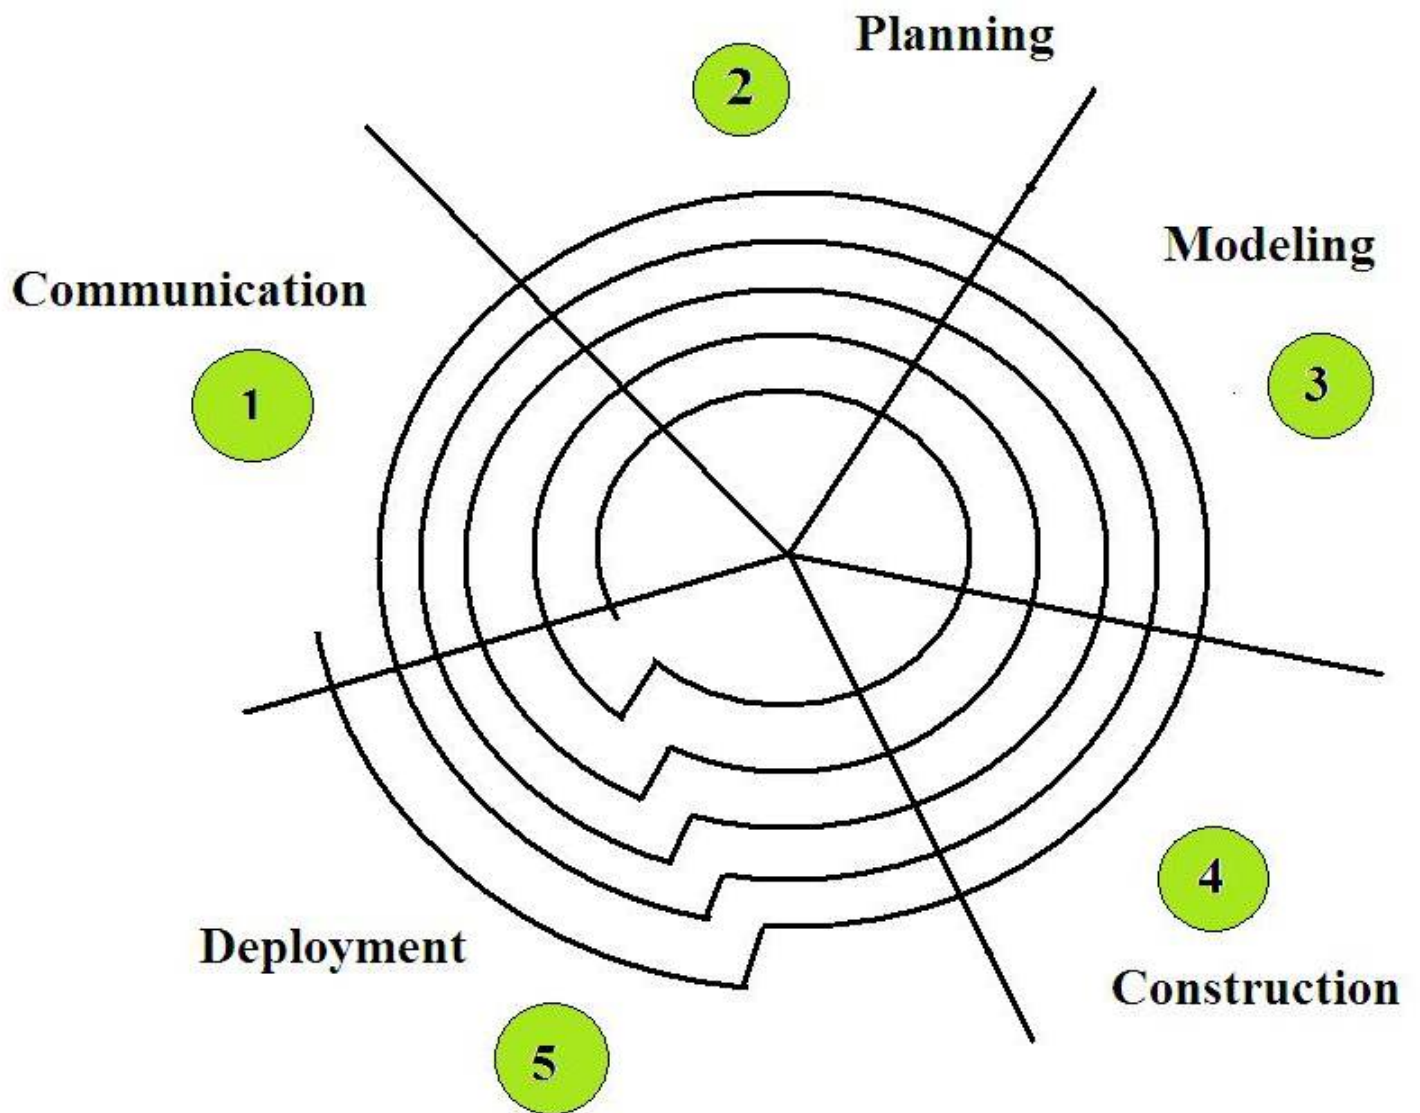 2
Planning
Communication
1
Modeling
3
Deployment
5
4
Construction